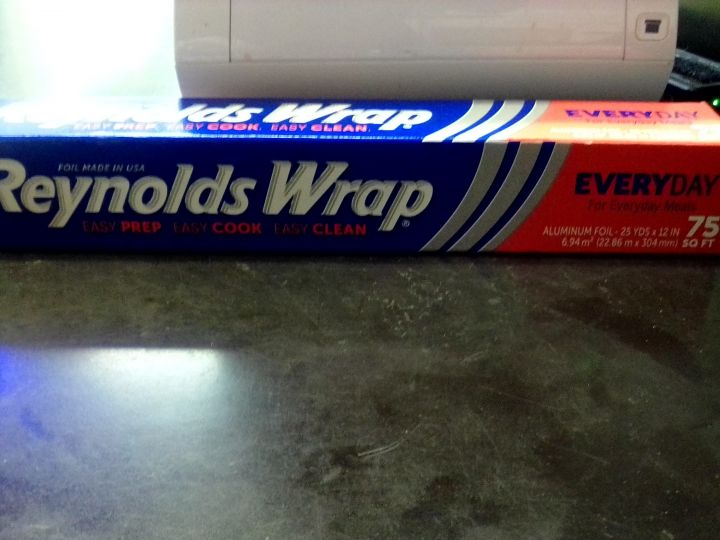 Reynolds Wrap
EASY PREP EASY COOK. EASY CLEAN.
EVERYDAY
For Everyday
FOIL MADE IN USA
Reynolds Wrap®
EASY PREP EASY COOK EASY CLEAN
EVERYDAY
For Everyday Meals
ALUMINUM FOIL - 25 YDS x 12 IN 75
6.94 m² (22.86 m x 304 mm) SQ FT